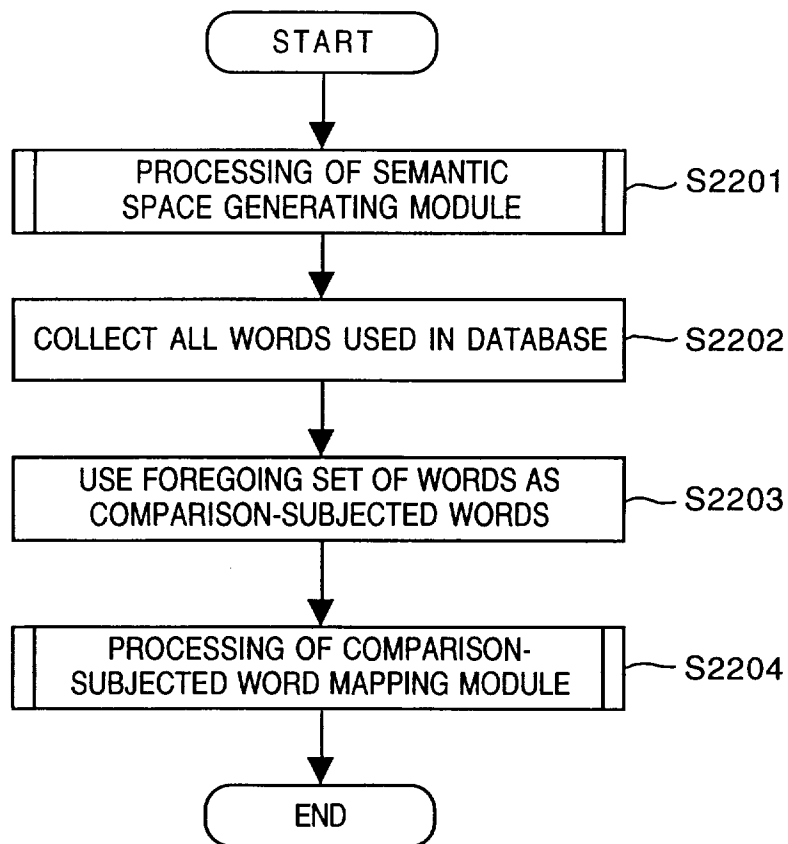 START
PROCESSING OF SEMANTIC
SPACE GENERATING MODULE
S2201
COLLECT ALL WORDS USED IN DATABASE
S2202
USE FOREGOING SET OF WORDS AS
COMPARISON-SUBJECTED WORDS
S2203
PROCESSING OF COMPARISON-
SUBJECTED WORD MAPPING MODULE
S2204
END